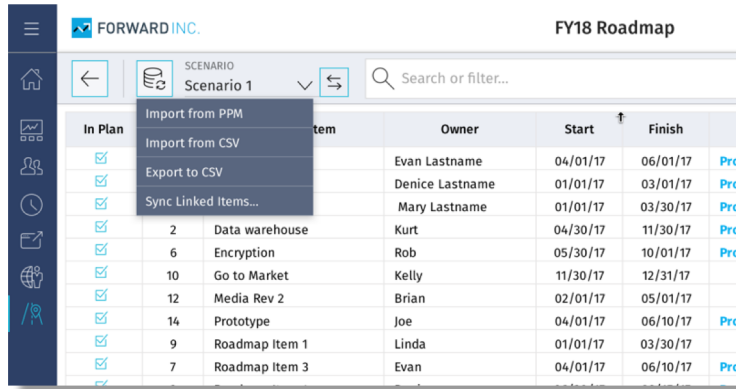 FORWARD INC.
FY18 Roadmap
SCENARIO
Scenario 1
Search or filter...
Import from PPM
Import from CSV
Export to CSV
Sync Linked Items...
In Plan tem Owner Start Finish
Evan Lastname 04/01/17 06/01/17 Pro
Denice Lastname 01/01/17 03/01/17 Pro
Mary Lastname 01/01/17 03/30/17 Pro
2 Data warehouse Kurt 04/30/17 11/30/17 Pro
6 Encryption Rob 05/30/17 10/01/17 Pro
10 Go to Market Kelly 11/30/17 12/31/17
12 Media Rev 2 Brian 02/01/17 05/01/17
14 Prototype Joe 04/01/17 06/10/17 Pro
9 Roadmap Item 1 Linda 01/01/17 03/30/17
7 Roadmap Item 3 Evan 04/01/17 06/10/17 Pro